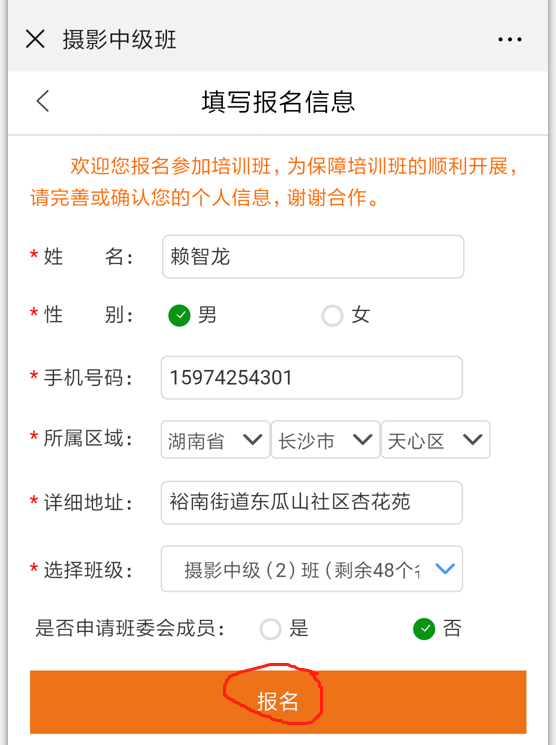 摄影中级班
填写报名信息
欢迎您报名参加培训班，为保障培训班的顺利开展，
请完善或确认您的个人信息，谢谢合作。
*姓 名： 赖智龙
*性 别： 男 女
*手机号码： 15974254301
*所属区域： 湖南省 长沙市 天心区
*详细地址： 裕南街道东瓜山社区杏花苑
*选择班级： 摄影中级（2）班（剩余48个
是否申请班委会成员： 是 否
报名